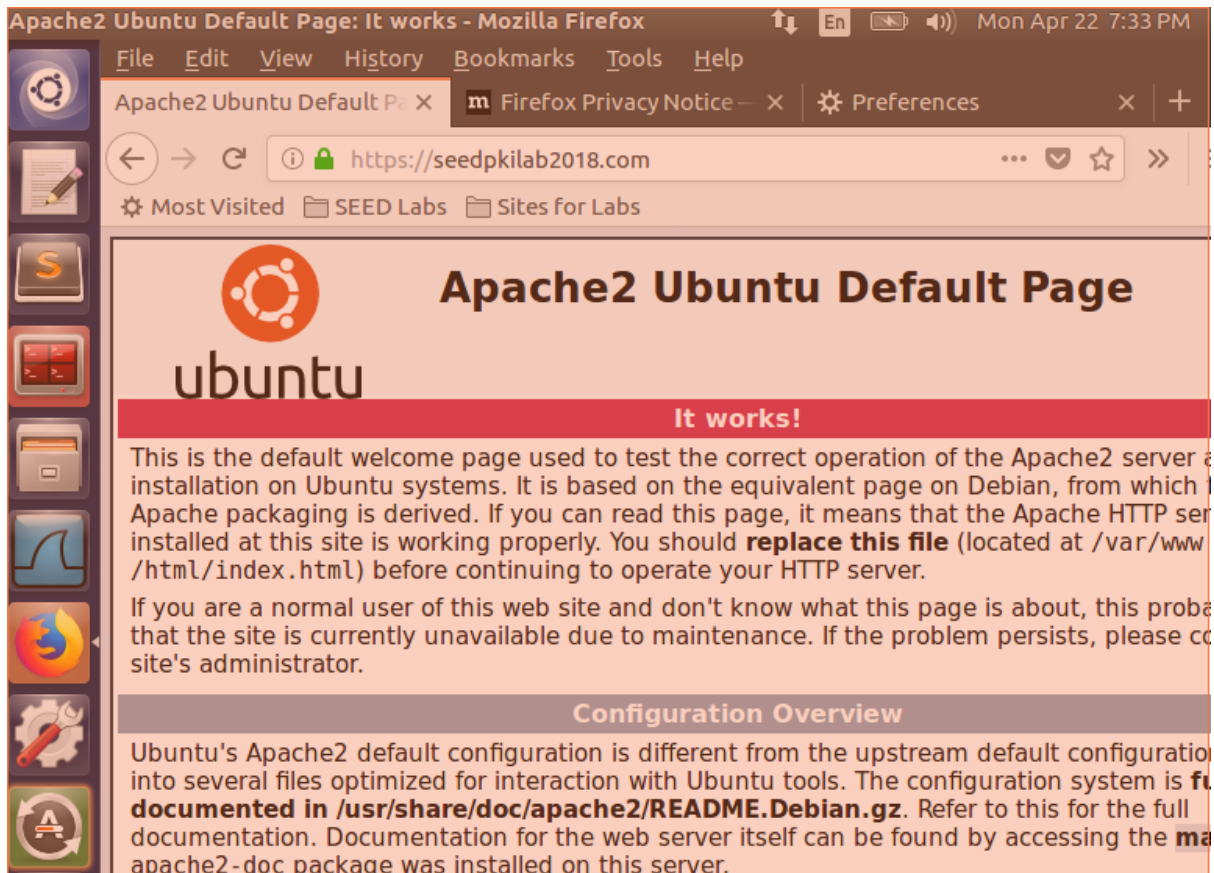 Apache2 Ubuntu Default Page: It works - Mozilla Firefox En Mon Apr 22 7:33 PM
File Edit View History Bookmarks Tools Help
Apache2 Ubuntu Default Pa Firefox Privacy Notice — Preferences
https://seedpkilab2018.com
Most Visited SEED Labs Sites for Labs
Apache2 Ubuntu Default Page
ubuntu
It works!
This is the default welcome page used to test the correct operation of the Apache2 server a
installation on Ubuntu systems. It is based on the equivalent page on Debian, from which
Apache packaging is derived. If you can read this page, it means that the Apache HTTP ser
installed at this site is working properly. You should replace this file (located at /var/www
/html/index.html) before continuing to operate your HTTP server.
If you are a normal user of this web site and don't know what this page is about, this proba
that the site is currently unavailable due to maintenance. If the problem persists, please co
site's administrator.
Configuration Overview
Ubuntu's Apache2 default configuration is different from the upstream default configuratio
into several files optimized for interaction with Ubuntu tools. The configuration system is fu
documented in /usr/share/doc/apache2/README.Debian.gz. Refer to this for the full
documentation. Documentation for the web server itself can be found by accessing the ma
apache2-doc package was installed on this server.